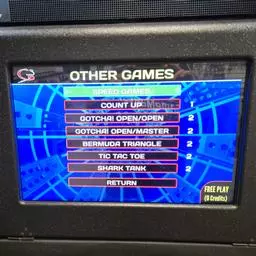 OTHER GAMES
SPEED GAMES
COUNT UP 1
GOTCHA! OPEN/OPEN 2
GOTCHA! OPEN/MASTER 2
BERMUDA TRIANGLE 2
TIC TAC TOE 2
SHARK TANK 2
RETURN
FREE PLAY
(0 Credits)